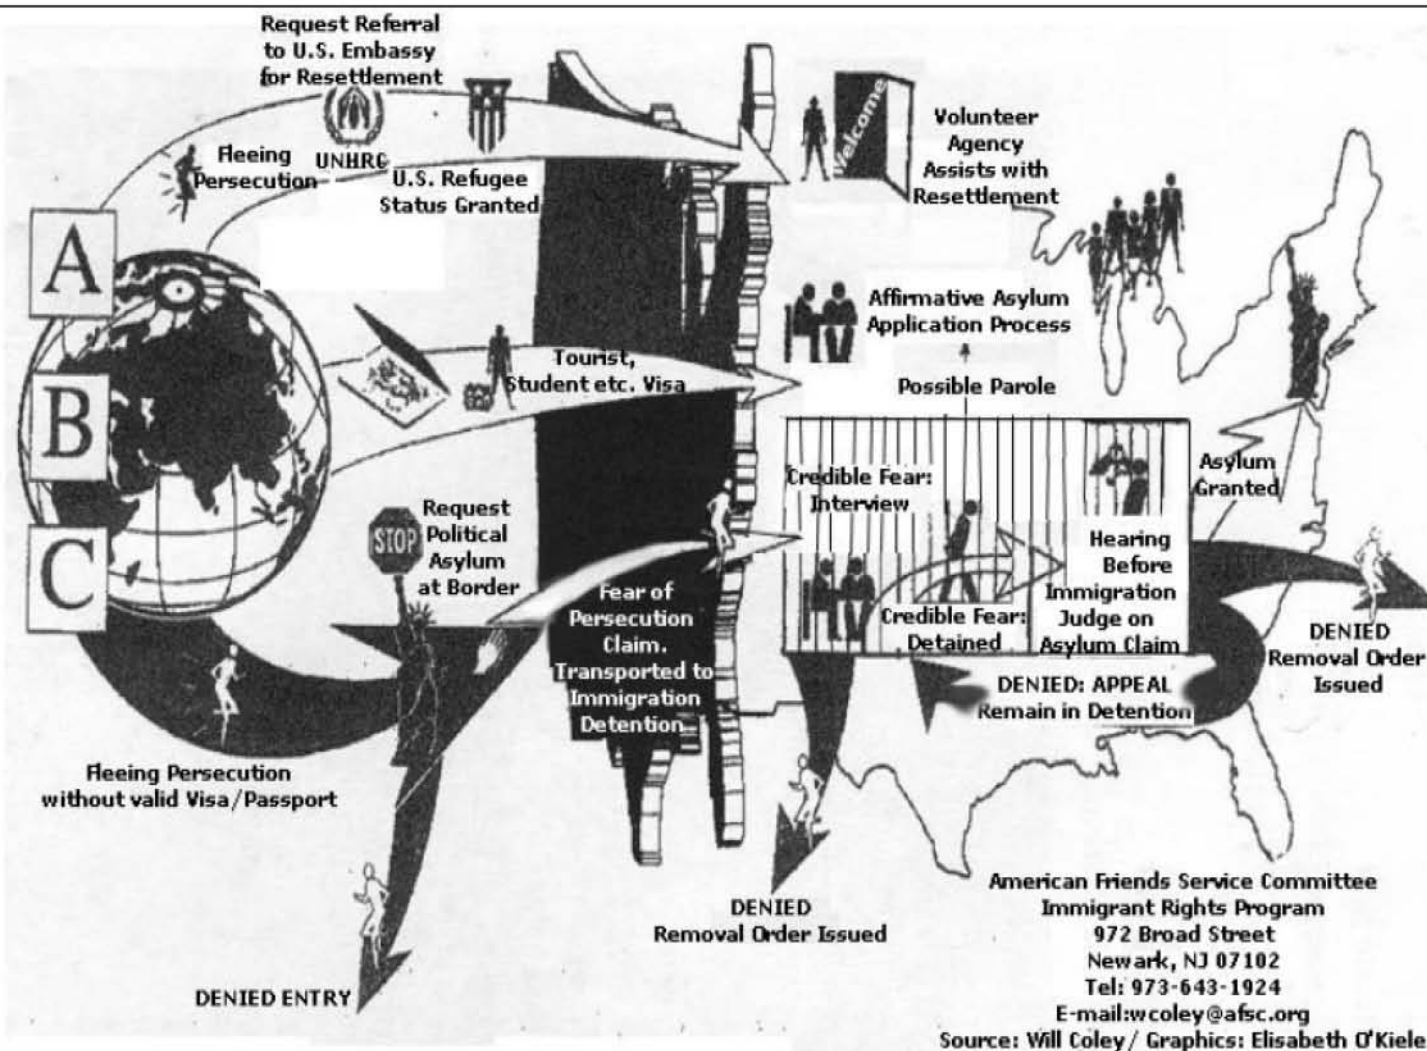 Request Referral
to U.S. Embassy
for Resettlement
Fleeing
Persecution
UNHRC
U.S. Refugee
Status Granted
Welcome
Volunteer
Agency
Assists with
Resettlement
A
B
C
Affirmative Asylum
Application Process
Tourist,
Student etc. Visa
Possible Parole
Credible Fear:
Interview
Asylum
Granted
Request
Political
Asylum
at Border
STOP
Hearing
Before
Immigration
Judge on
Asylum Claim
Fear of
Persecution
Claim.
Transported to
Immigration
Detention
Credible Fear:
Detained
DENIED
Removal Order
Issued
DENIED: APPEAL
Remain in Detention
Fleeing Persecution
without valid Visa/Passport
DENIED
Removal Order Issued
DENIED ENTRY
American Friends Service Committee
Immigrant Rights Program
972 Broad Street
Newark, NJ 07102
Tel: 973-643-1924
E-mail:wcoley@afsc.org
Source: Will Coley/ Graphics: Elisabeth O'Kiele